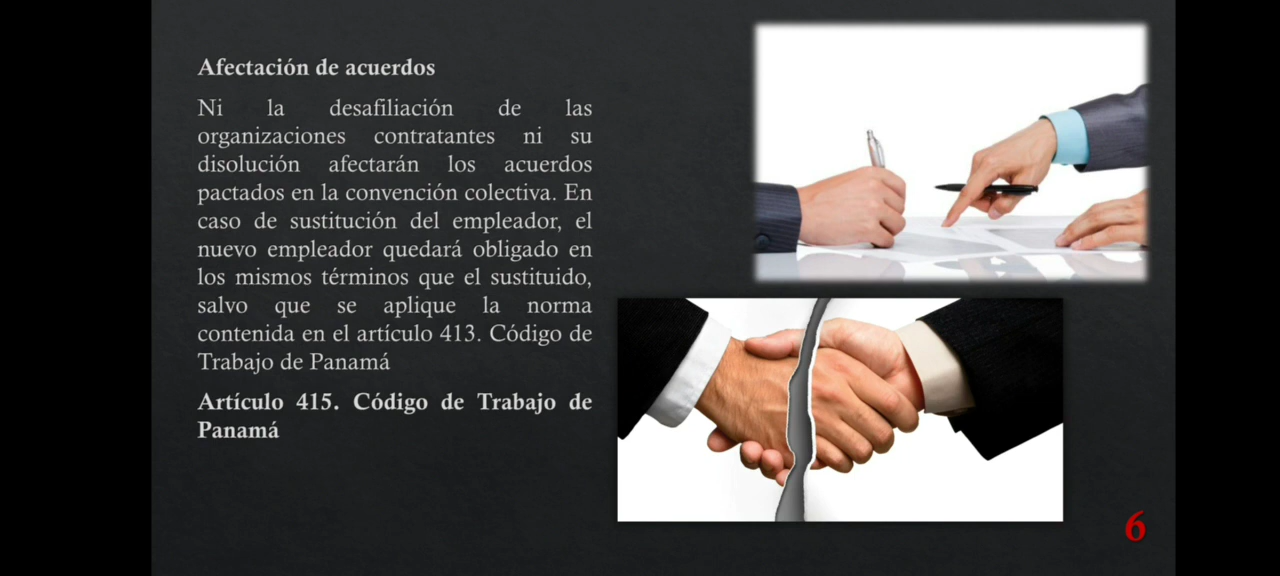 Afectación de acuerdos
Ni la desafiliación de las
organizaciones contratantes ni su
disolución afectarán los acuerdos
pactados en la convención colectiva. En
caso de sustitución del empleador, el
nuevo empleador quedará obligado en
los mismos términos que el sustituido,
salvo que se aplique la norma
contenida en el artículo 413. Código de
Trabajo de Panamá
Artículo 415. Código de Trabajo de
Panamá
6